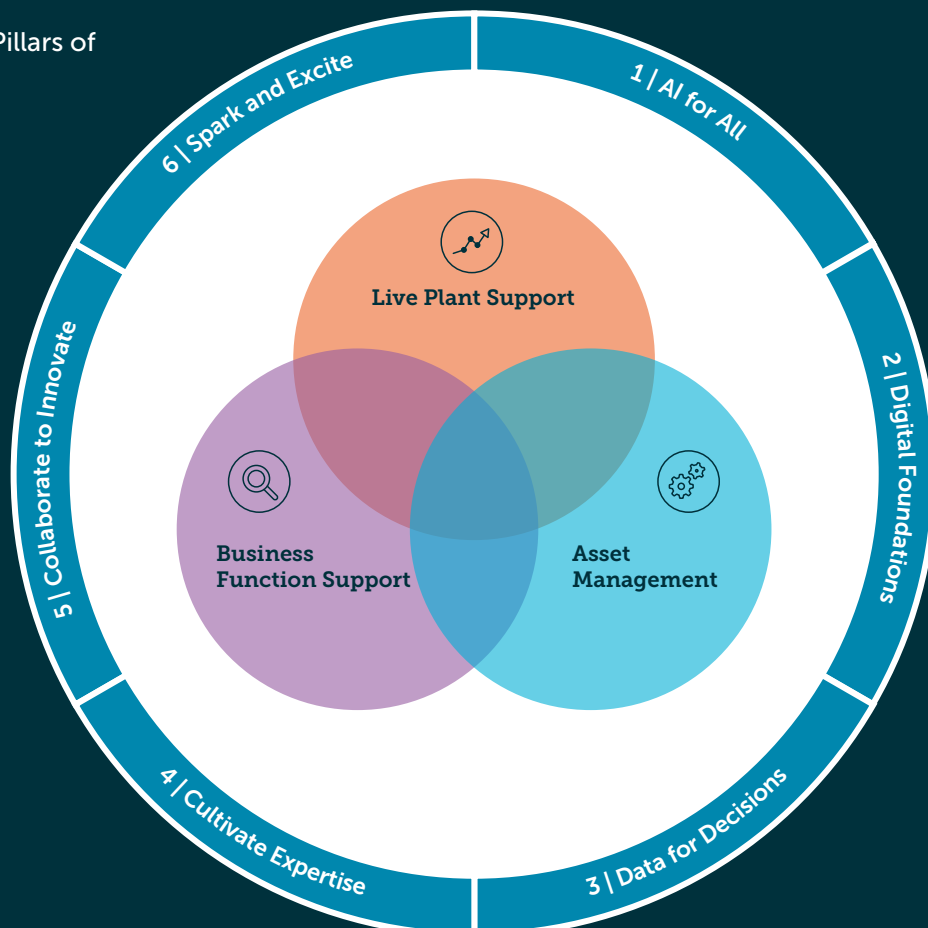 Pillars of
1 | AI for All
2 | Digital Foundations
3 | Data for Decisions
4 | Cultivate Expertise
5 | Collaborate to Innovate
6 | Spark and Excite
Live Plant Support
Business
Function Support
Asset
Management